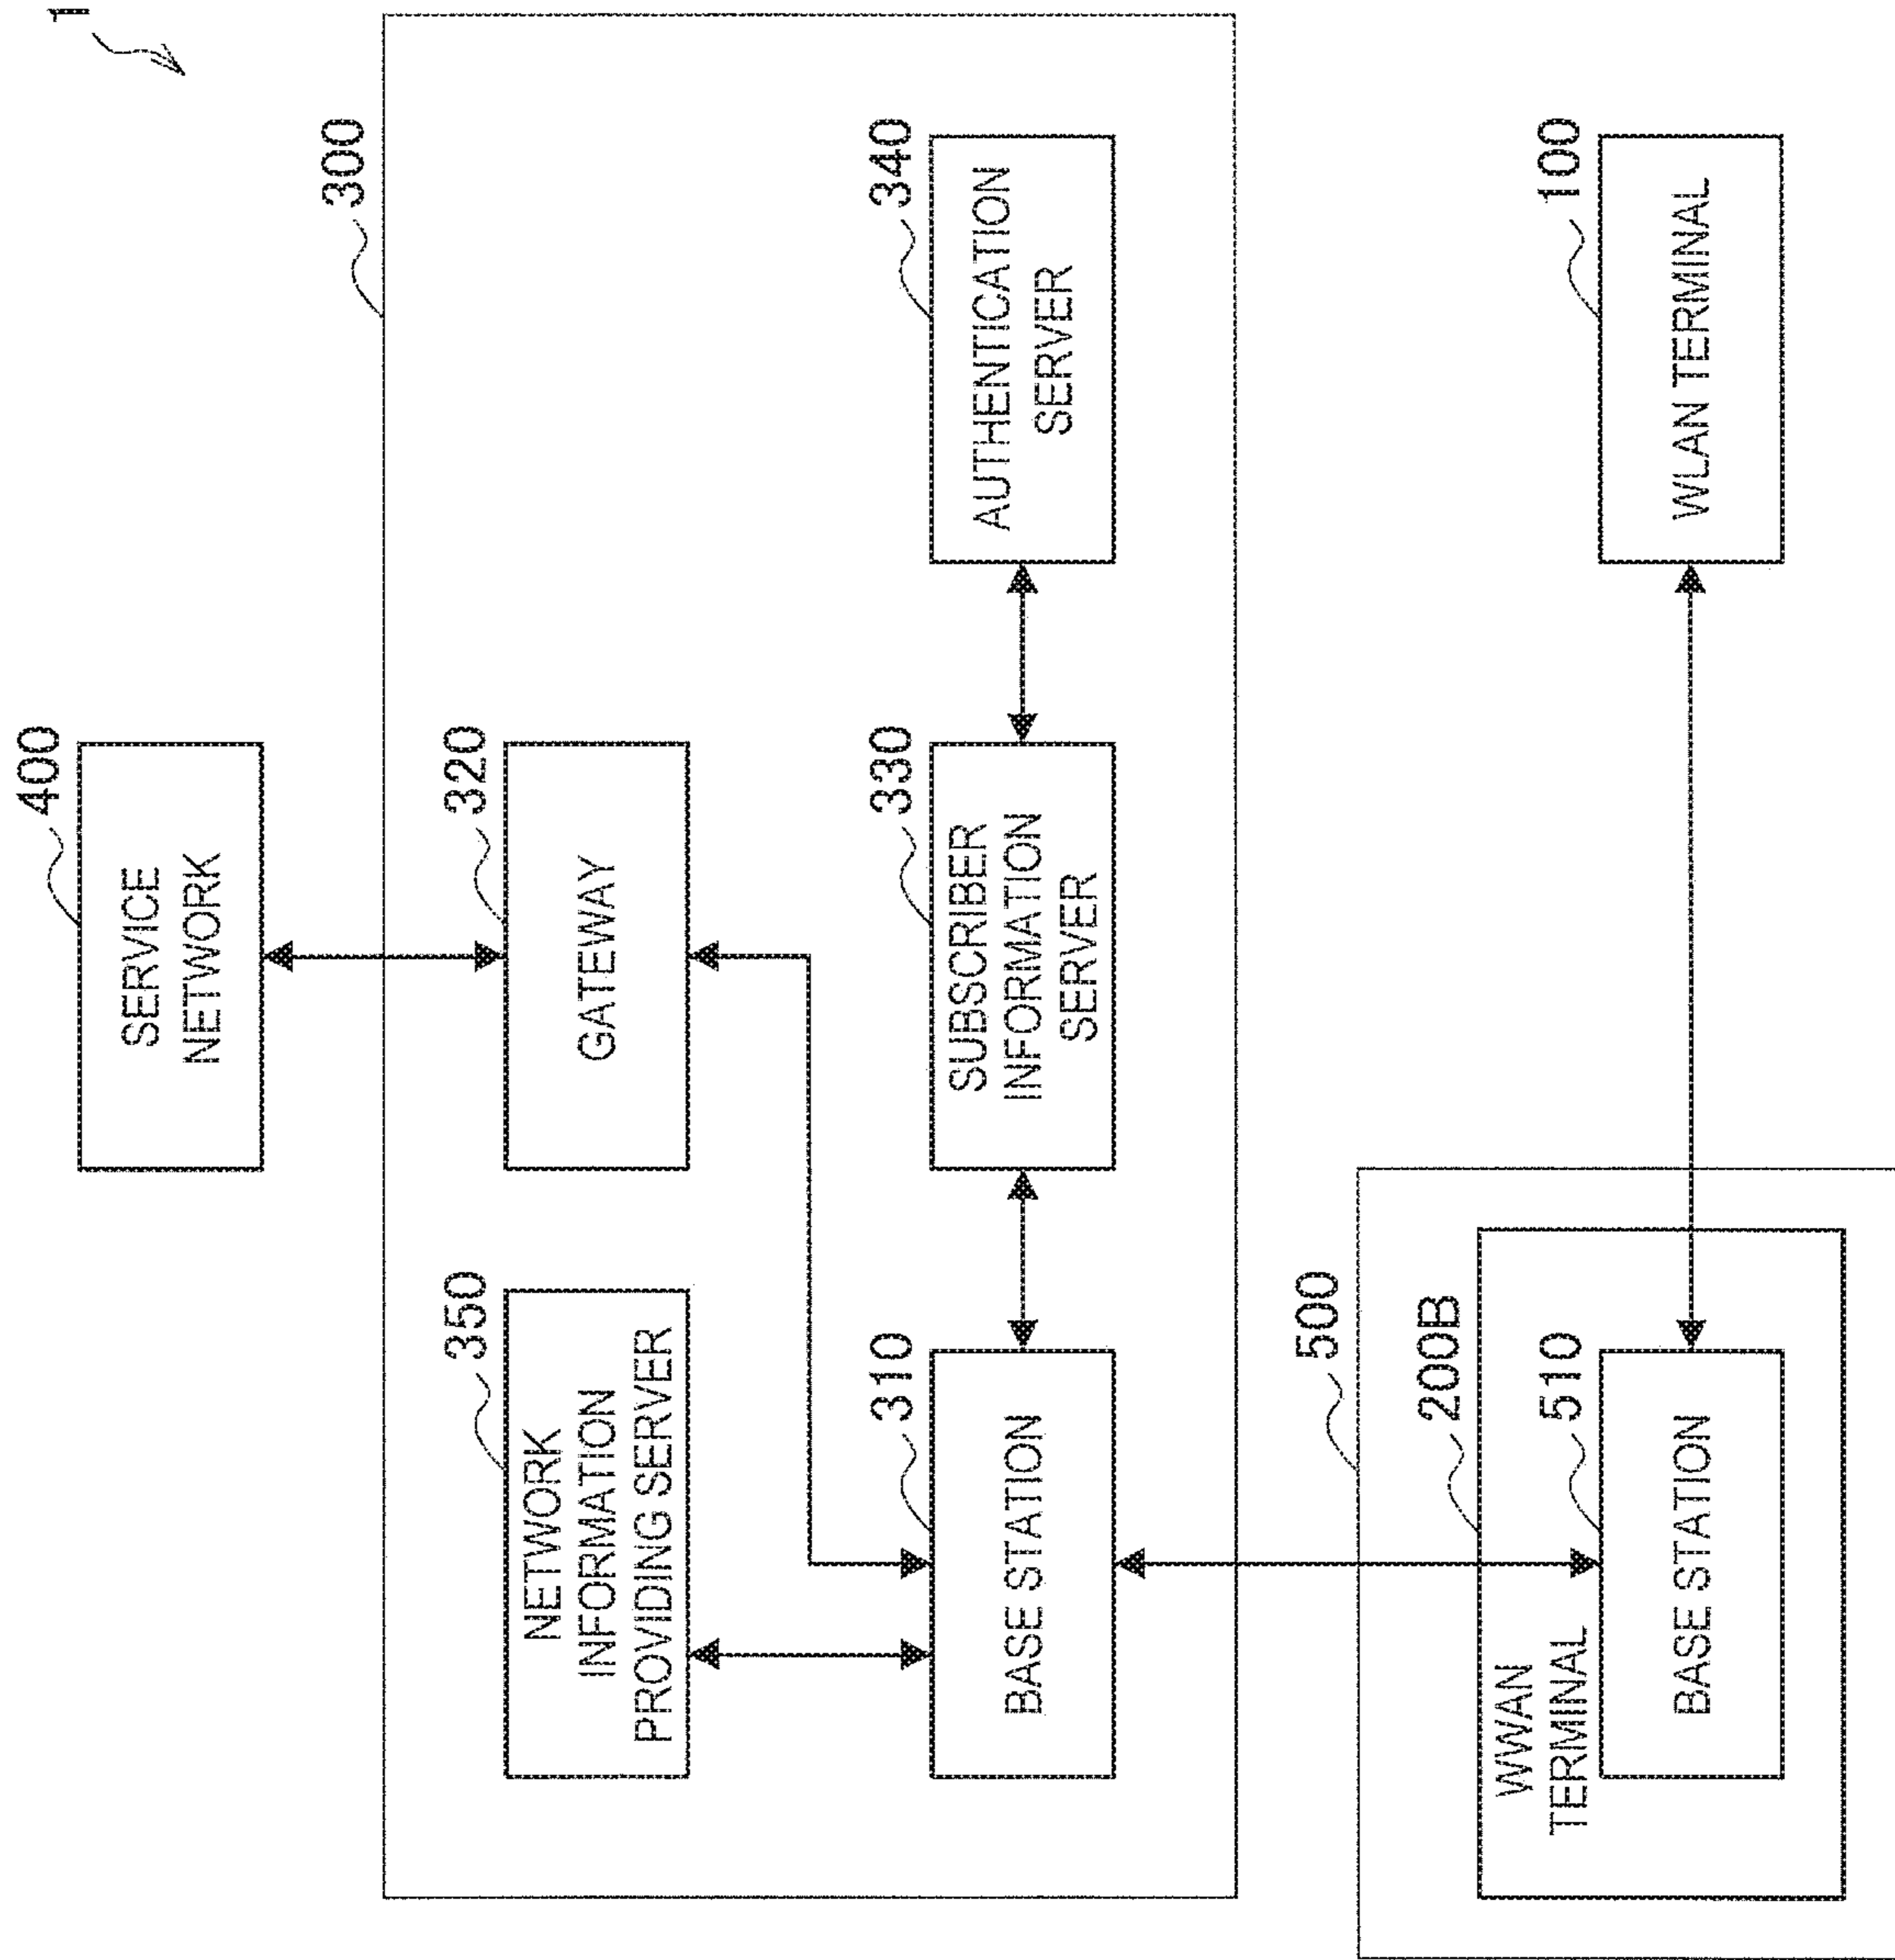 1
400
SERVICE
NETWORK
300
350
NETWORK
INFORMATION
PROVIDING SERVER
320
GATEWAY
310
BASE STATION
330
SUBSCRIBER
INFORMATION
SERVER
340
AUTHENTICATION
SERVER
500
200B
WWAN
TERMINAL
510
BASE STATION
100
WLAN TERMINAL